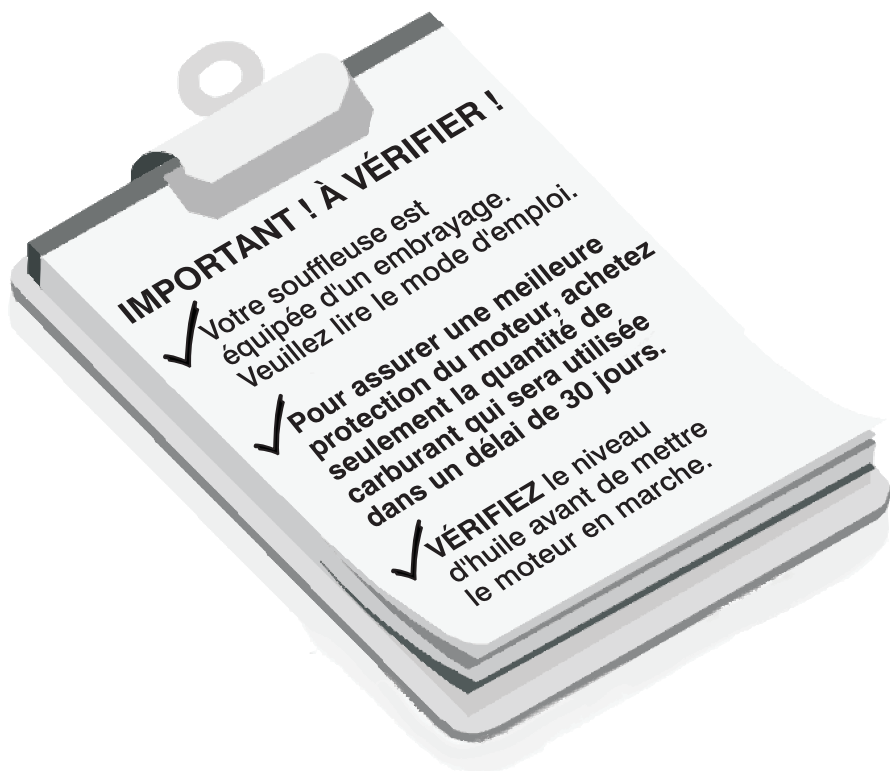 IMPORTANT ! À VÉRIFIER !
Votre souffleuse est
équipée d'un embrayage.
Veuillez lire le mode d'emploi.
Pour assurer une meilleure
protection du moteur, achetez
seulement la quantité de
carburant qui sera utilisée
dans un délai de 30 jours.
VÉRIFIEZ le niveau
d'huile avant de mettre
le moteur en marche.